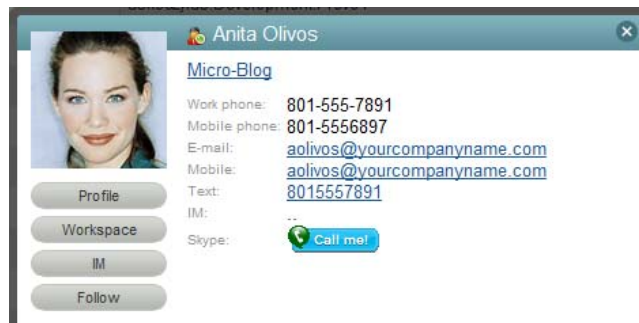 Anita Olivos
Micro-Blog
Work phone: 801-555-7891
Mobile phone: 801-5556897
E-mail: aolivos@yourcompanyname.com
Mobile: aolivos@yourcompanyname.com
Text: 8015557891
IM: --
Skype: Call me!
Profile
Workspace
IM
Follow